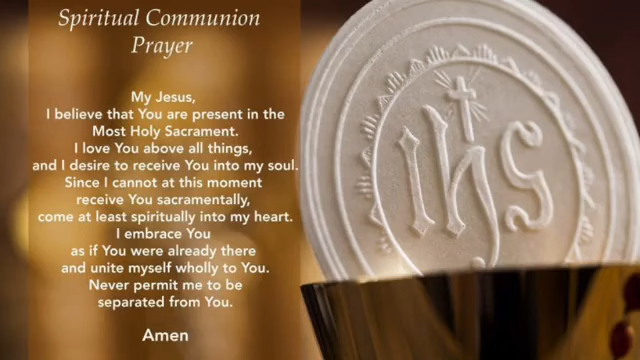 Spiritual Communion
Prayer
My Jesus,
I believe that You are present in the
Most Holy Sacrament.
I love You above all things,
and I desire to receive You into my soul.
Since I cannot at this moment
receive You sacramentally,
come at least spiritually into my heart.
I embrace You
as if You were already there
and unite myself wholly to You.
Never permit me to be
separated from You.
Amen
ihs